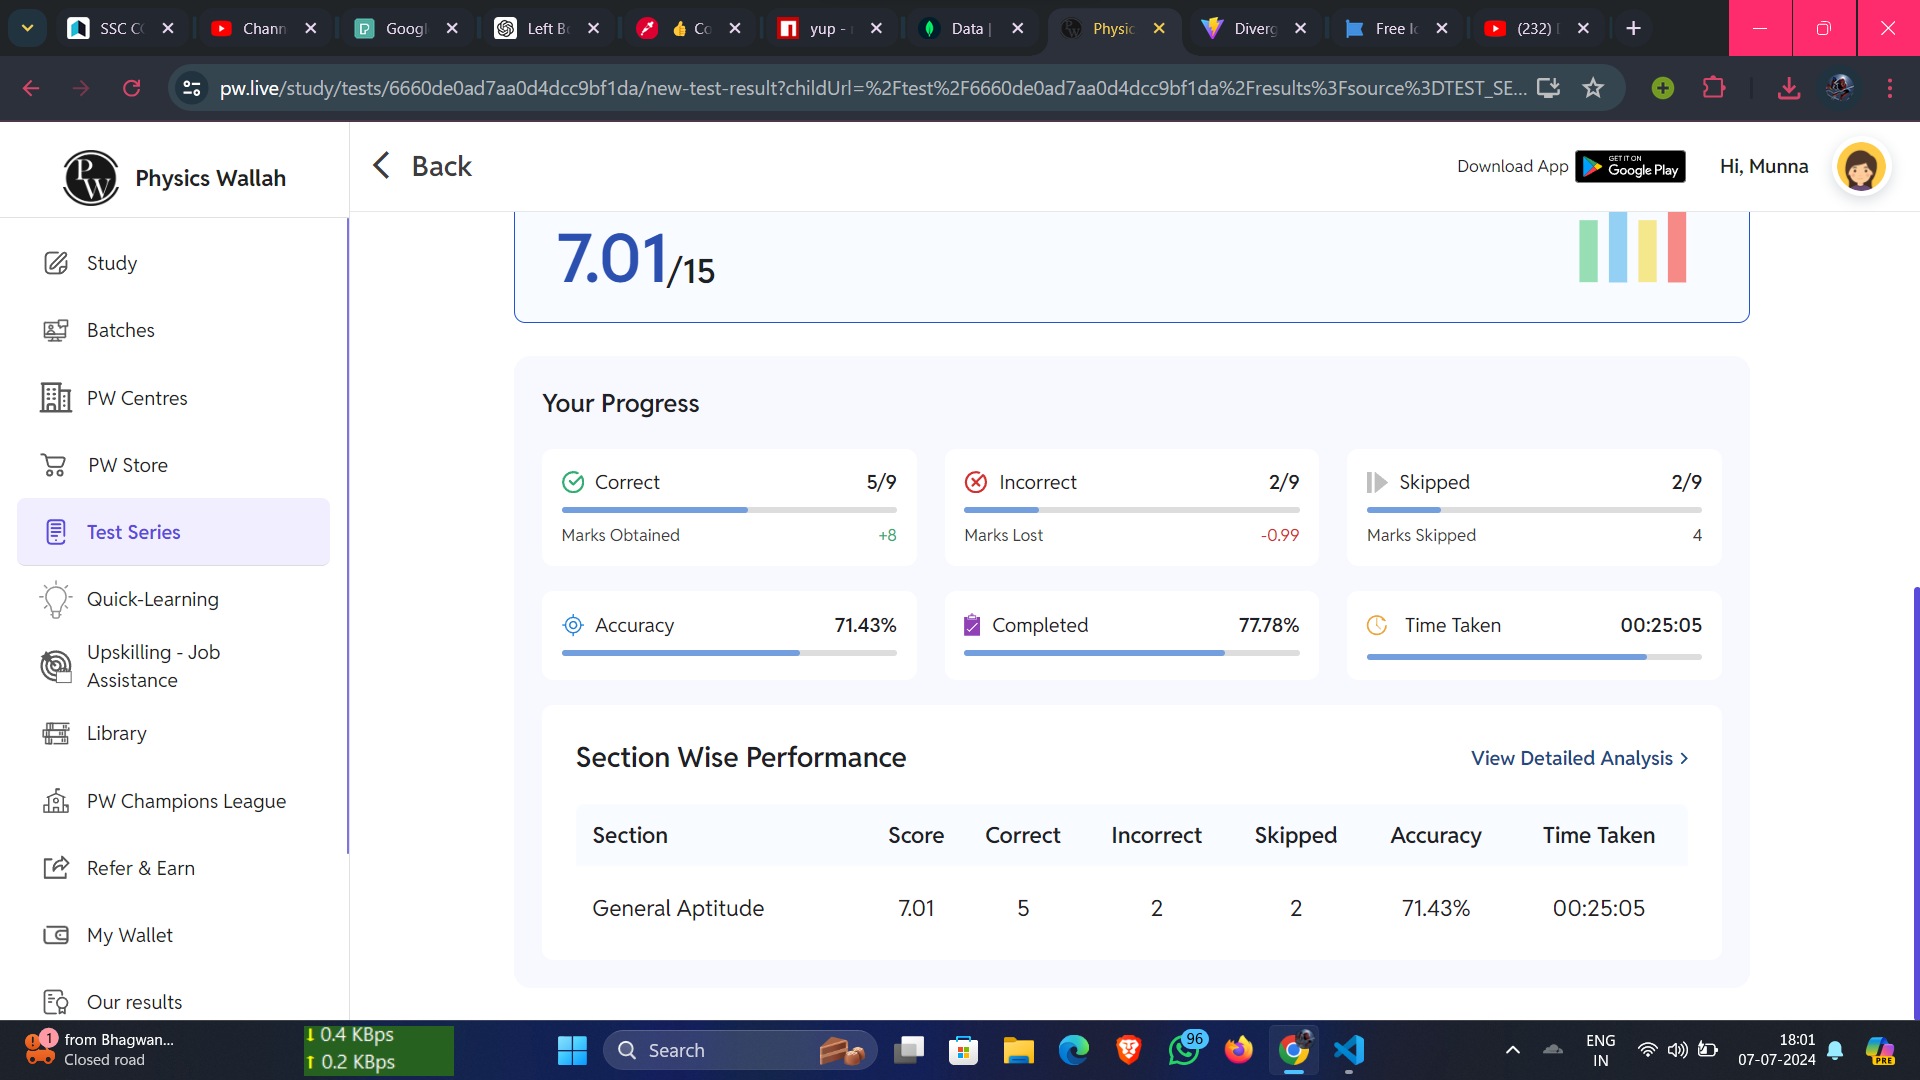 SSC C
Chann
Googl
Left B
Co
yup -
Data |
Physic
Diverg
Free Ic
(232)
pw.live/study/tests/6660de0ad7aa0d4dcc9bf1da/new-test-result?childUrl=%2Ftest%2F6660de0ad7aa0d4dcc9bf1da%2Fresults%3Fsource%3DTEST_SE...
PW
Physics Wallah
Back
Download App
GET IT ON
Google Play
Hi, Munna
Study
Batches
PW Centres
PW Store
Test Series
Quick-Learning
Upskilling - Job
Assistance
Library
PW Champions League
Refer & Earn
My Wallet
Our results
7.01/15
Your Progress
Correct 5/9
Marks Obtained +8
Incorrect 2/9
Marks Lost -0.99
Skipped 2/9
Marks Skipped 4
Accuracy 71.43%
Completed 77.78%
Time Taken 00:25:05
Section Wise Performance
View Detailed Analysis >
Section Score Correct Incorrect Skipped Accuracy Time Taken
General Aptitude 7.01 5 2 2 71.43% 00:25:05
1
from Bhagwan...
Closed road
0.4 KBps
0.2 KBps
Search
96
ENG
IN
18:01
07-07-2024
PRE